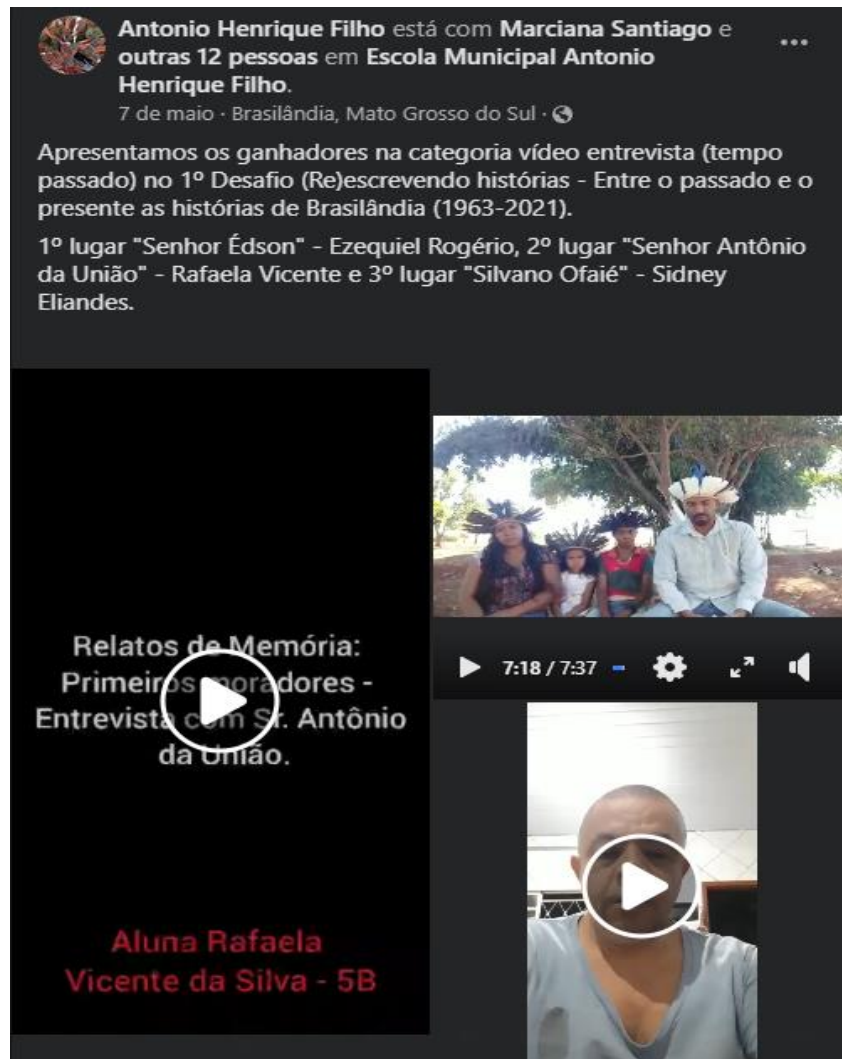 Antonio Henrique Filho está com Marciana Santiago e
outras 12 pessoas em Escola Municipal Antonio
Henrique Filho.
7 de maio · Brasilândia, Mato Grosso do Sul ·
Apresentamos os ganhadores na categoria vídeo entrevista (tempo
passado) no 1º Desafio (Re)escrevendo histórias - Entre o passado e o
presente as histórias de Brasilândia (1963-2021).
1º lugar "Senhor Édson" - Ezequiel Rogério, 2º lugar "Senhor Antônio
da União" - Rafaela Vicente e 3º lugar "Silvano Ofaié" - Sidney
Eliandes.
Relatos de Memória:
Primeiros moradores -
Entrevista com Sr. Antônio
da União.
Aluna Rafaela
Vicente da Silva - 5B
7:18 / 7:37